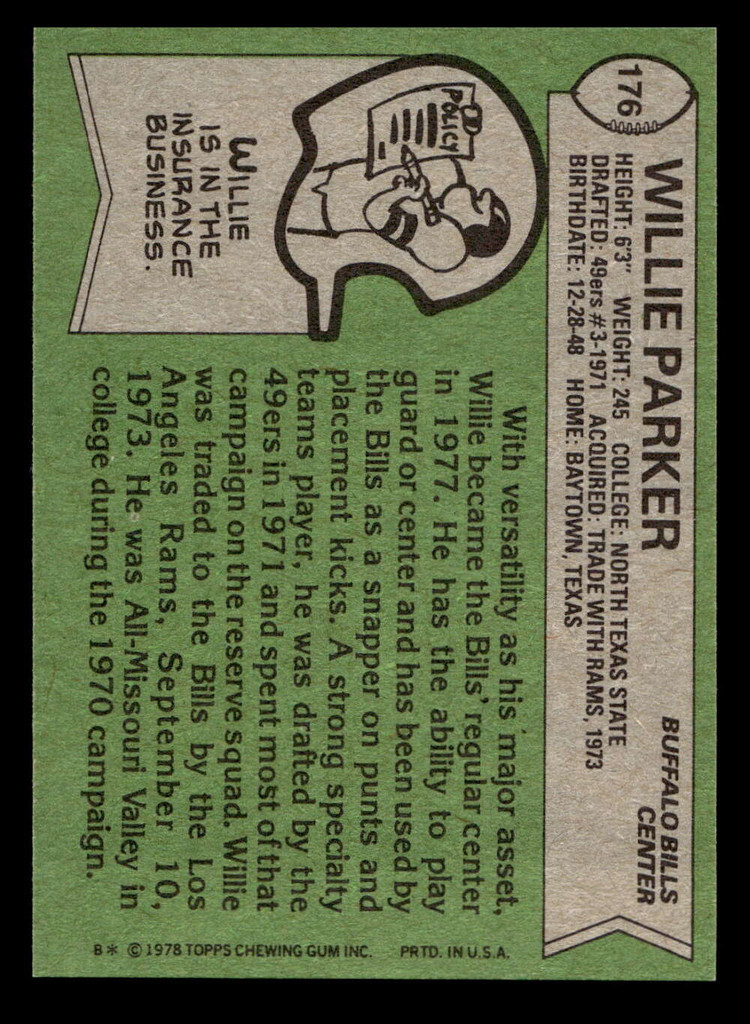 176
WILLIE PARKER
BUFFALO BILLS
CENTER
HEIGHT: 6'3" WEIGHT: 245 COLLEGE: NORTH TEXAS STATE
DRAFTED: 49ers #3-1971 ACQUIRED: TRADE WITH RAMS, 1973
BIRTHDATE: 12-28-48 HOME: BAYTOWN, TEXAS
POLICY
WILLIE
IS IN THE
INSURANCE
BUSINESS.
With versatility as his major asset,
Willie became the Bills' regular center
in 1977. He has the ability to play
guard or center and has been used by
the Bills as a snapper on punts and
placement kicks. A strong specialty
teams player, he was drafted by the
49ers in 1971 and spent most of that
campaign on the reserve squad. Willie
was traded to the Bills by the Los
Angeles Rams, September 10,
1973. He was All-Missouri Valley in
college during the 1970 campaign.
B* © 1978 TOPPS CHEWING GUM INC. PRTD. IN U.S.A.